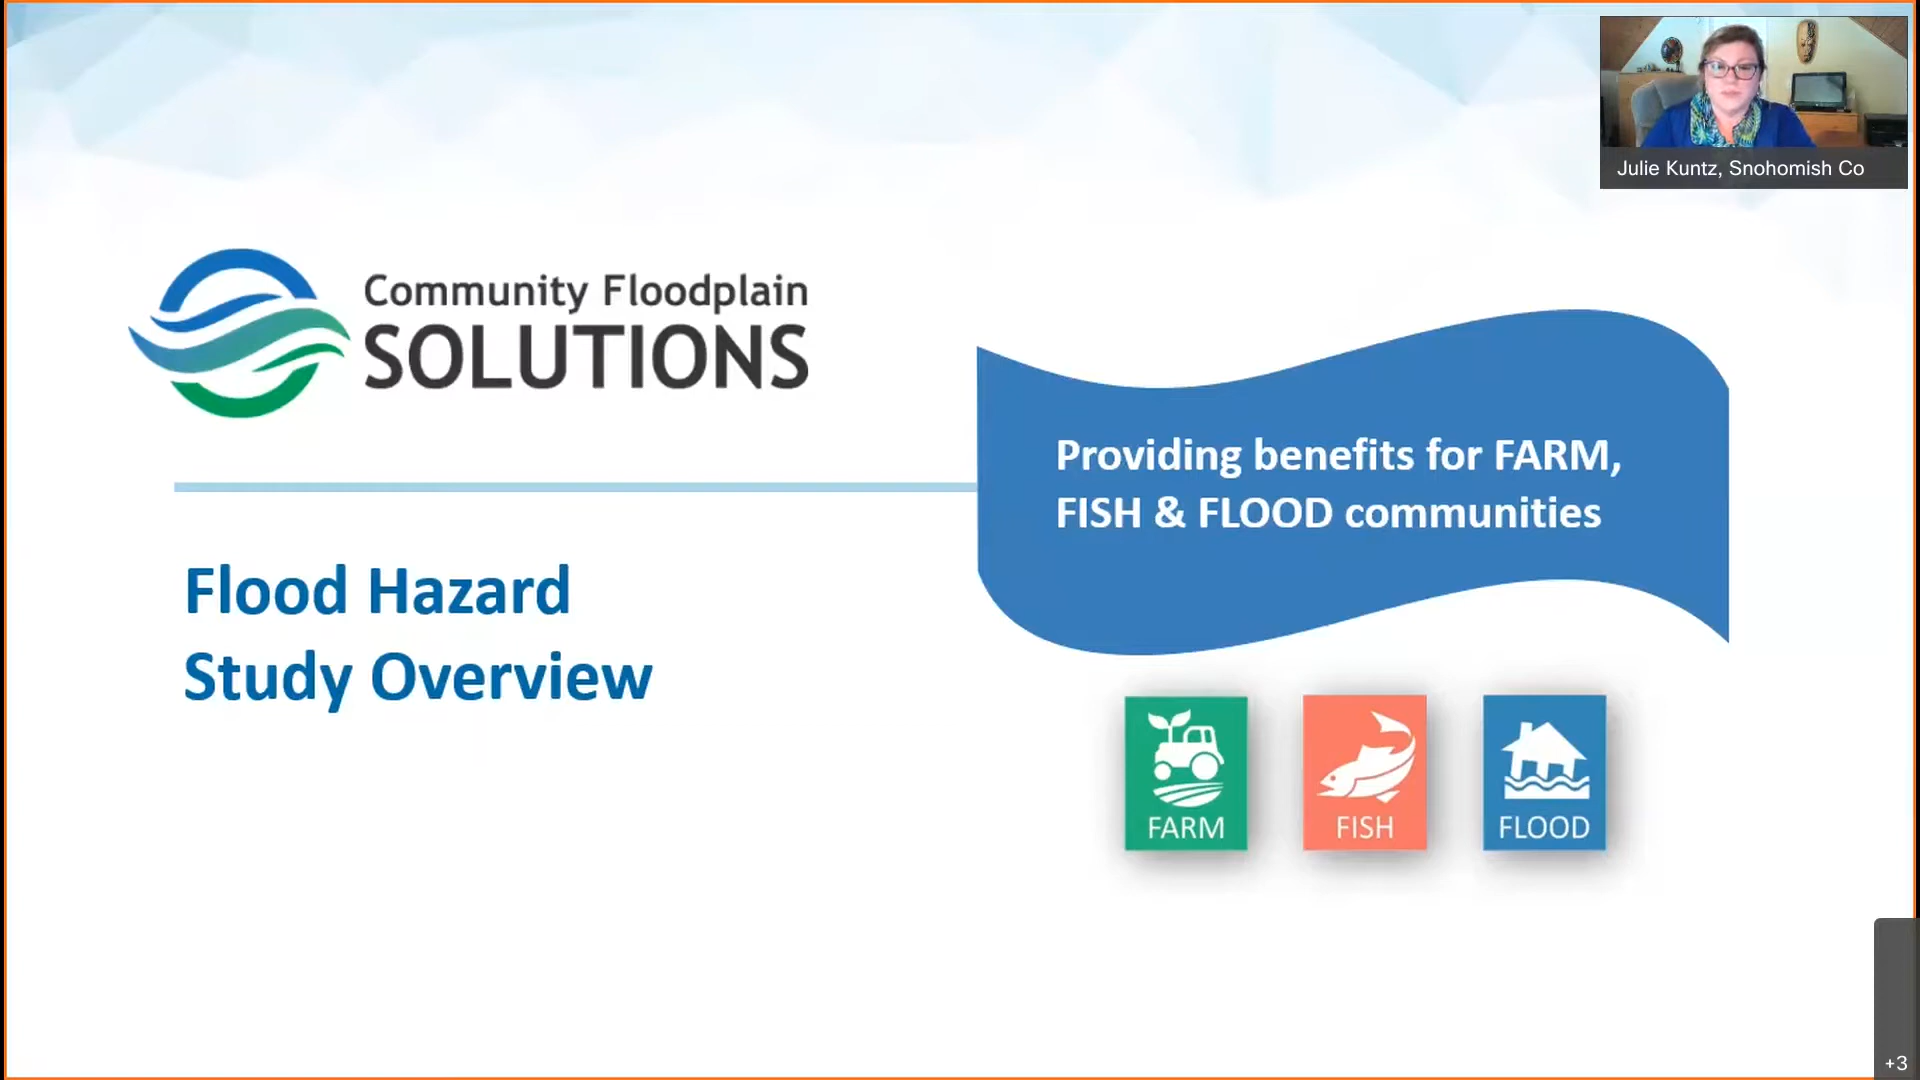 Julie Kuntz, Snohomish Co
Community Floodplain
SOLUTIONS
Providing benefits for FARM,
FISH & FLOOD communities
Flood Hazard
Study Overview
FARM
FISH
FLOOD
+3